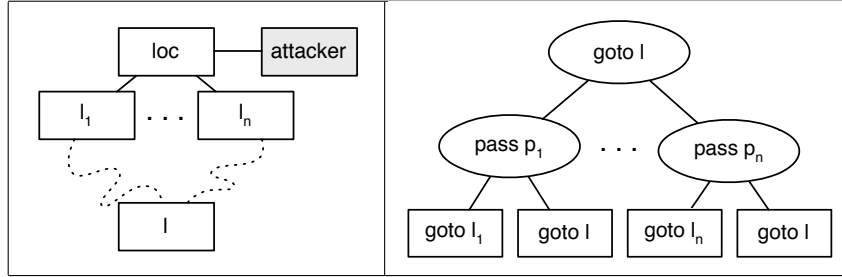 loc attacker
l₁ . . . lₙ
l
goto l
pass p₁ . . . pass pₙ
goto l₁ goto l goto lₙ goto l